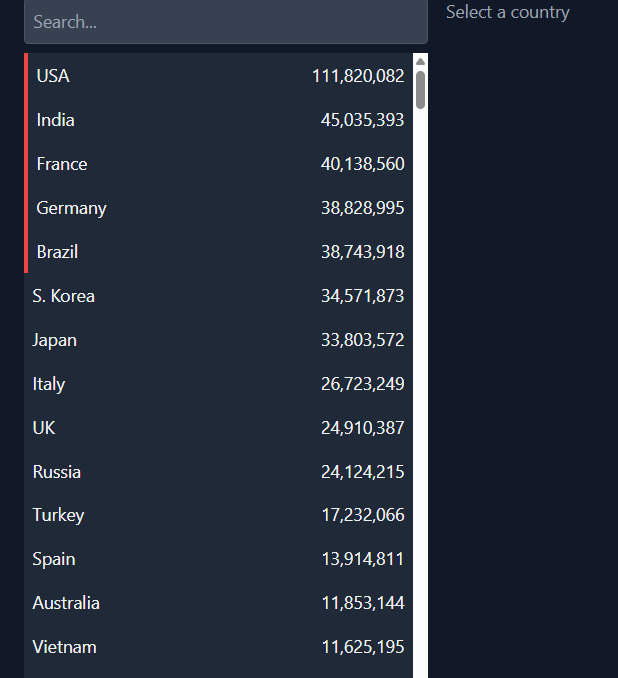 Search...
Select a country
USA 111,820,082
India 45,035,393
France 40,138,560
Germany 38,828,995
Brazil 38,743,918
S. Korea 34,571,873
Japan 33,803,572
Italy 26,723,249
UK 24,910,387
Russia 24,124,215
Turkey 17,232,066
Spain 13,914,811
Australia 11,853,144
Vietnam 11,625,195